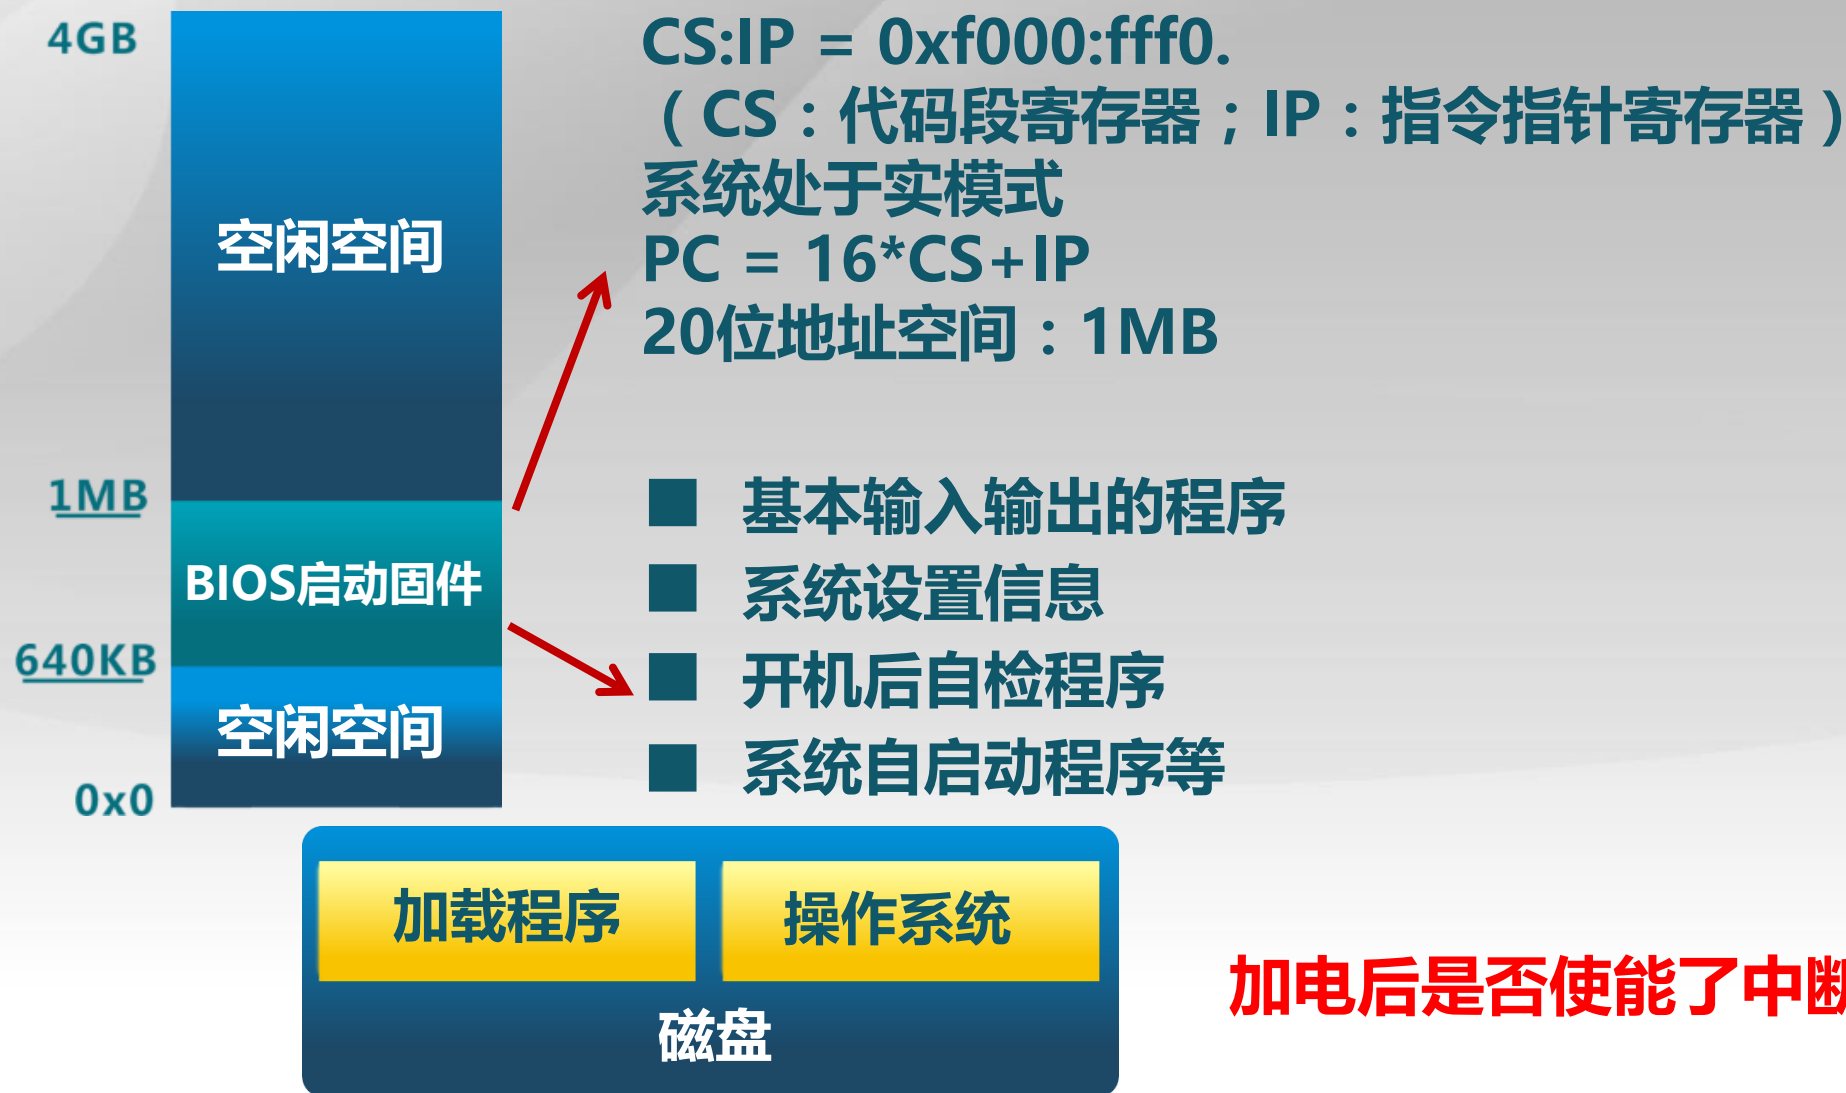 4GB
空闲空间
1MB
BIOS启动固件
640KB
空闲空间
0x0
CS:IP = 0xf000:fff0.
（CS：代码段寄存器；IP：指令指针寄存器）
系统处于实模式
PC = 16*CS+IP
20位地址空间：1MB
■ 基本输入输出的程序
■ 系统设置信息
■ 开机后自检程序
■ 系统自启动程序等
加载程序
操作系统
磁盘
加电后是否使能了中断